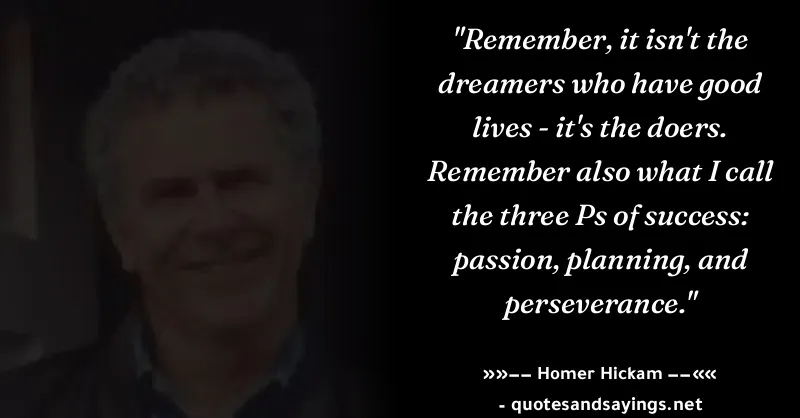 "Remember, it isn't the
dreamers who have good
lives - it's the doers.
Remember also what I call
the three Ps of success:
passion, planning, and
perseverance."
»»–– Homer Hickam ––««
- quotesandsayings.net